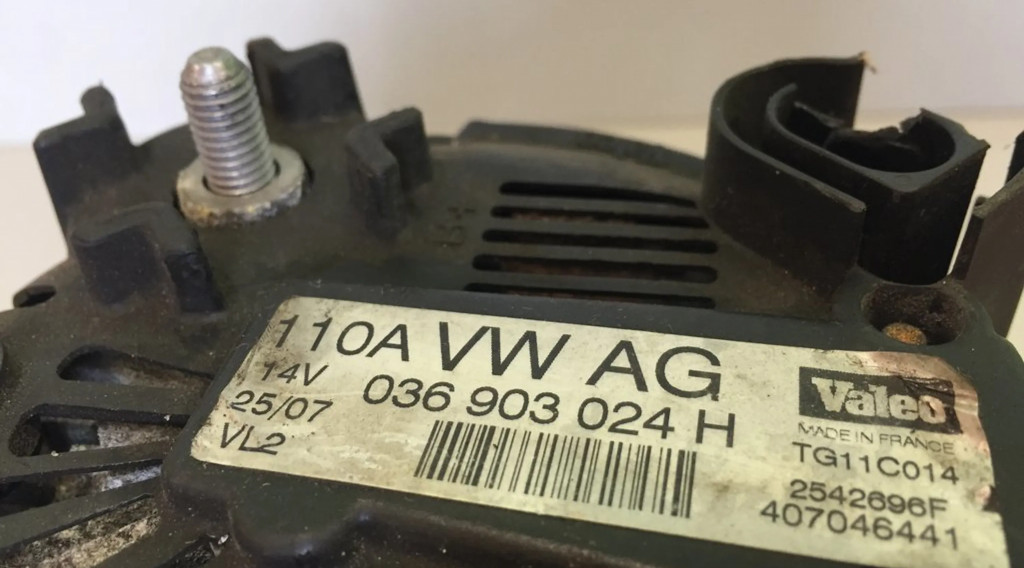 110A VW AG
14V 036 903 024 H
25/07
VL2
Valeo
MADE IN FRANCE
TG11C014
2542696F
407046441